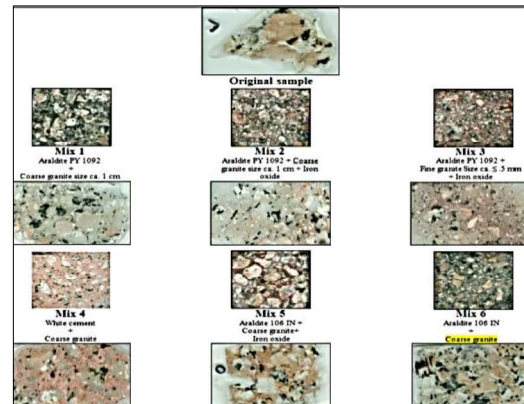 Original sample
Mix 1
Araldite PY 1092
+
Coarse granite size ca. 1 cm
Mix 2
Araldite PY 1092 + Coarse
granite size ca. 1 cm + Iron
oxide
Mix 3
Araldite PY 1092 +
Fine granite Size ca. ≤ .5 mm
+ Iron oxide
Mix 4
White cement
+
Coarse granite
Mix 5
Araldite 106 IN +
Coarse granite+
Iron oxide
Mix 6
Araldite 106 IN
+
Coarse granite